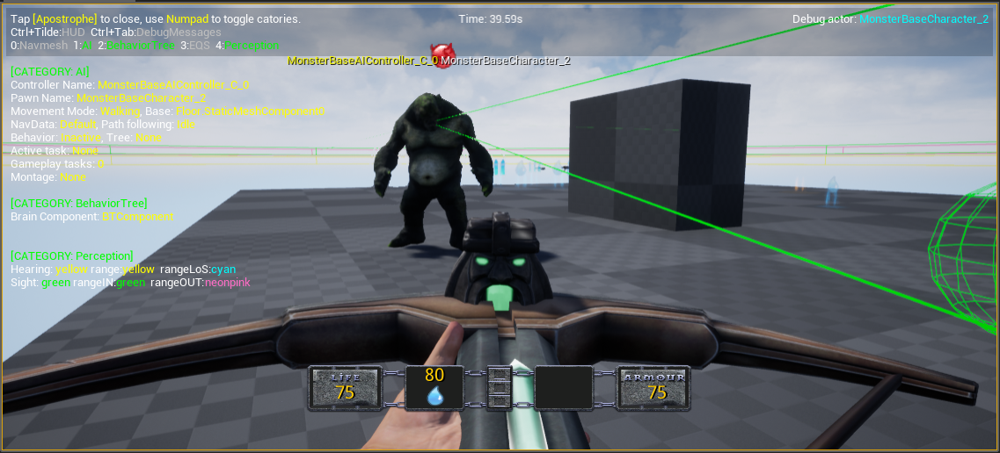 Tap [Apostrophe] to close, use Numpad to toggle catories.
Time: 39.59s
Debug actor: MonsterBaseCharacter_2
Ctrl+Tilde:HUD Ctrl+Tab:DebugMessages
0:Navmesh 1:AI 2:Behavior Tree 3:EQS 4:Perception
MonsterBaseAIController_C_0 MonsterBaseCharacter_2
[CATEGORY: AI]
Controller Name: MonsterBaseAIController_C_0
Pawn Name: MonsterBaseCharacter_2
Movement Mode: Walking, Base: Floor.StaticMeshComponent0
NavData: Default, Path following: Idle
Behavior: Inactive, Tree: None
Active task: None
Gameplay tasks: 0
Montage: None
[CATEGORY: BehaviorTree]
Brain Component: BTComponent
[CATEGORY: Perception]
Hearing: yellow range:yellow rangeLoS:cyan
Sight: green rangeIN:green rangeOUT:neonpink
LIFE
75
80
ARMOUR
75